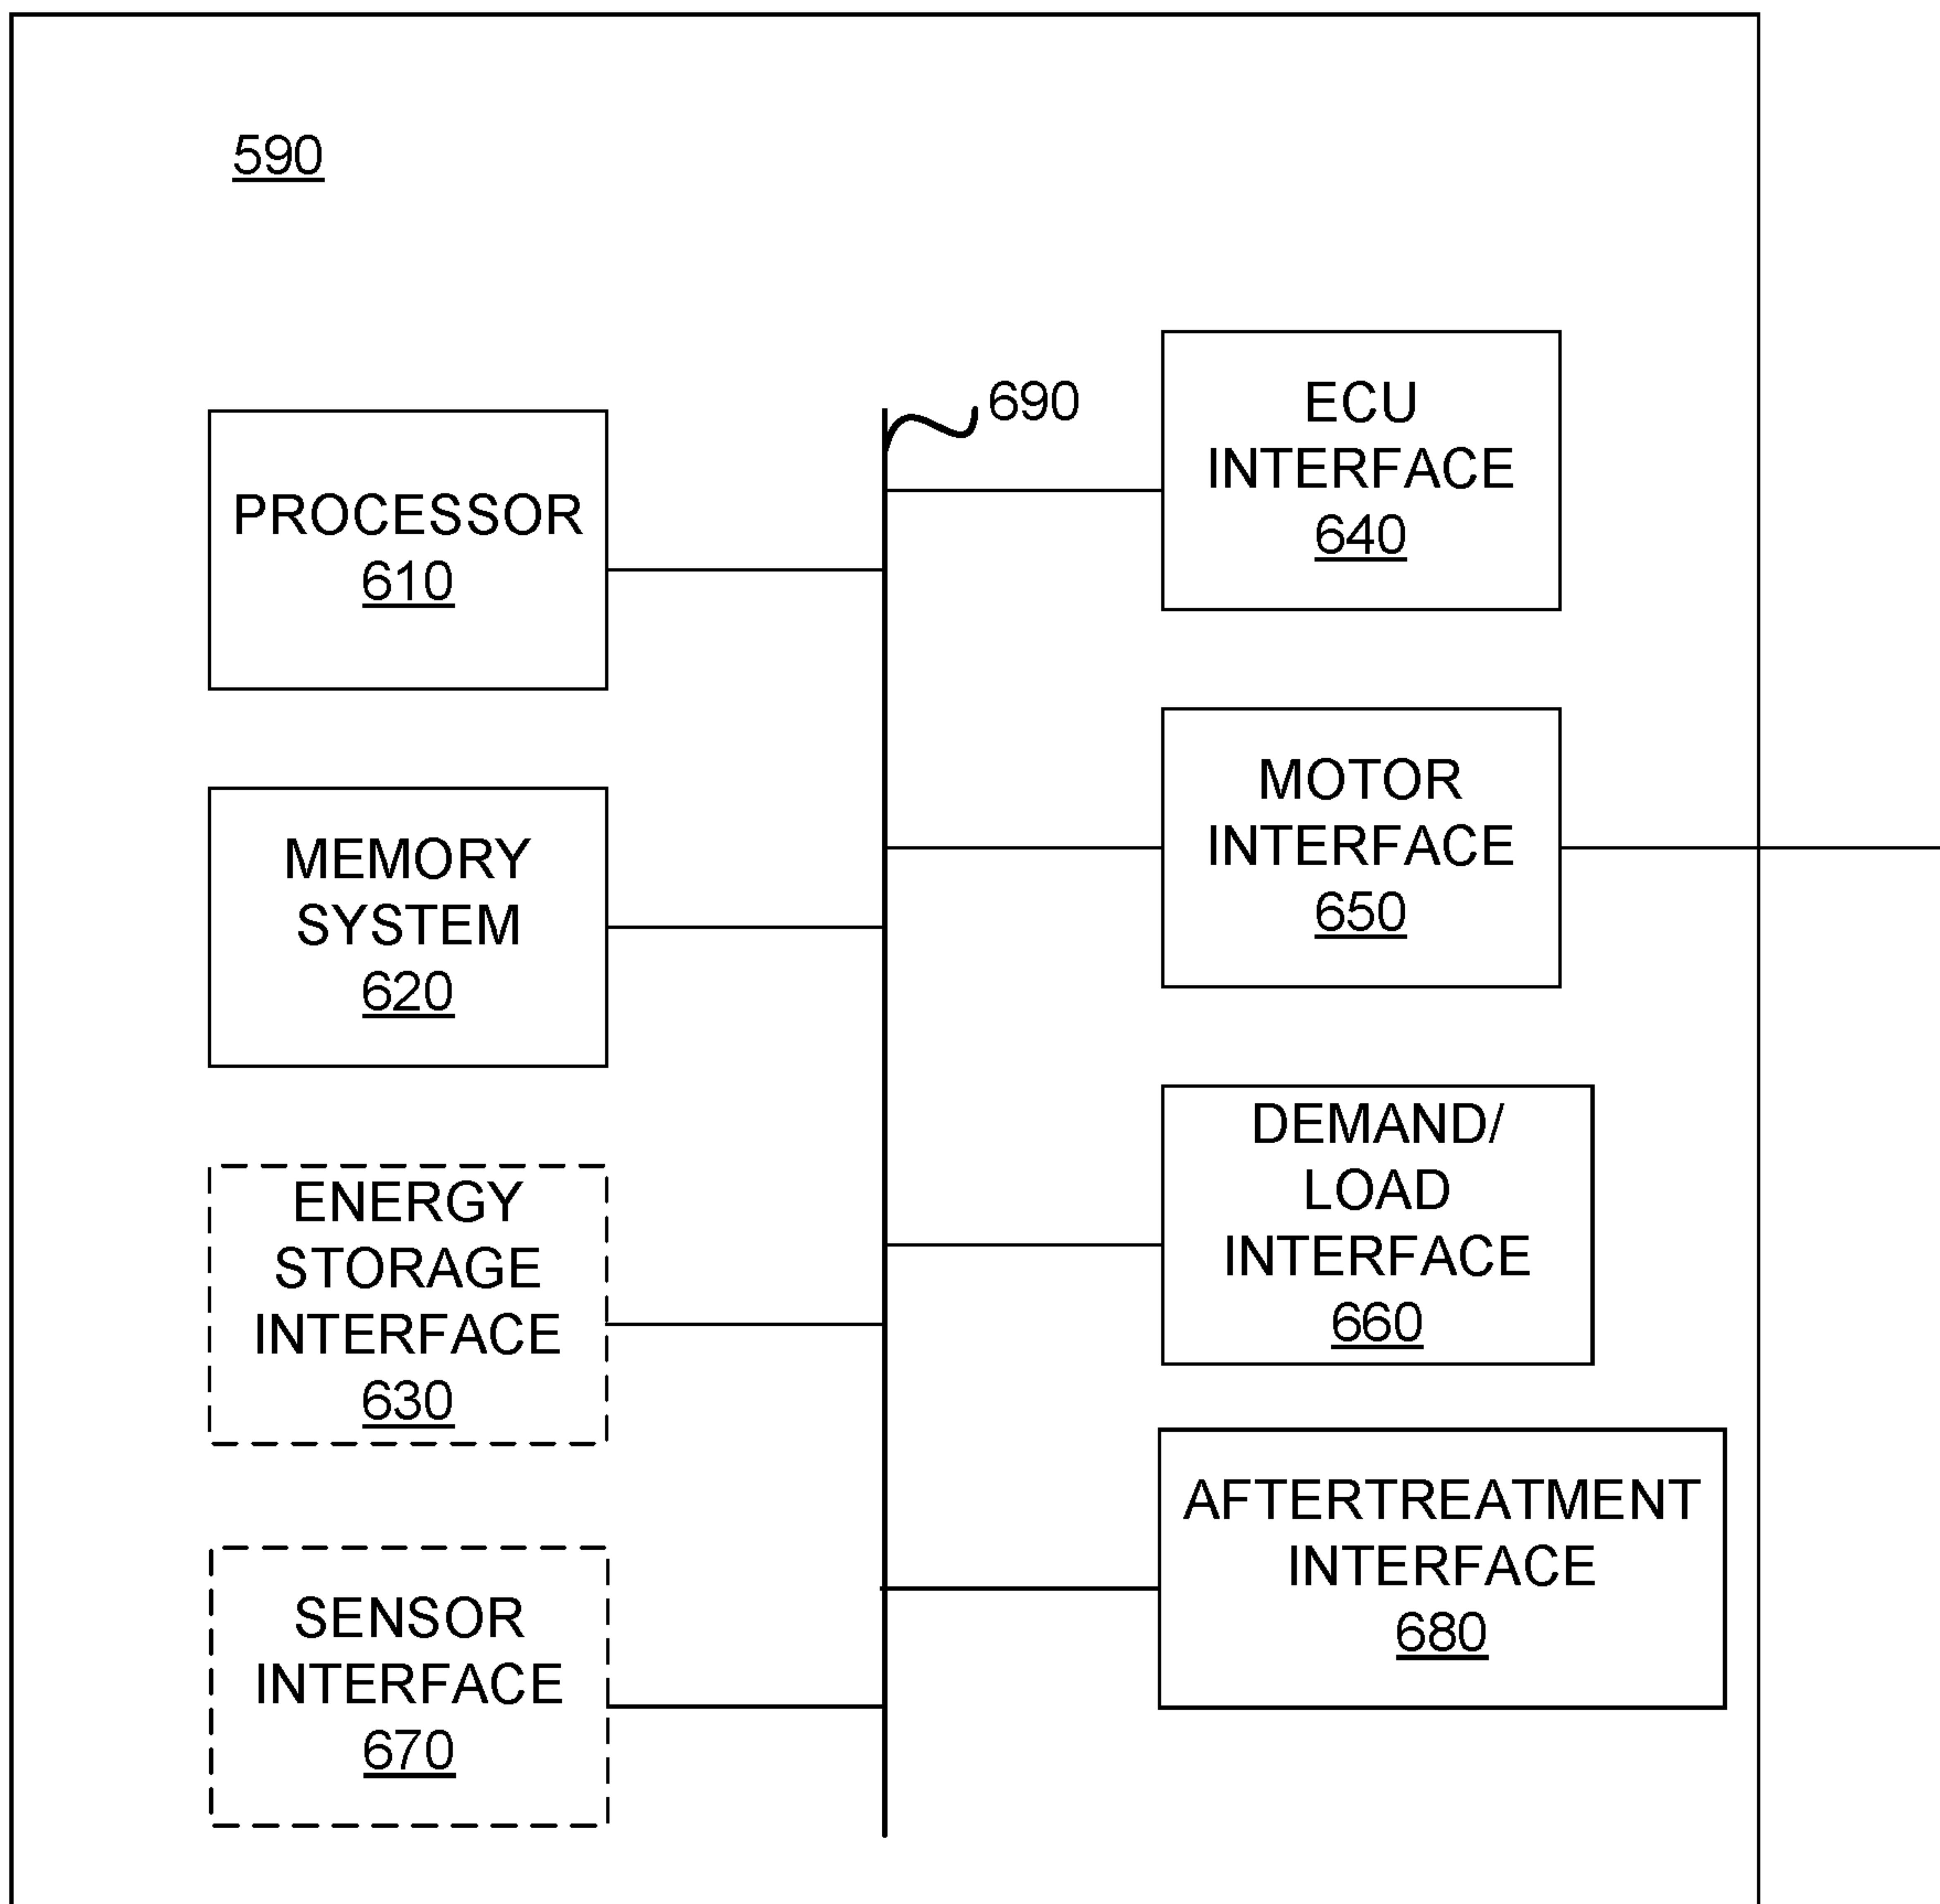 590
690
PROCESSOR
610
MEMORY
SYSTEM
620
ENERGY
STORAGE
INTERFACE
630
SENSOR
INTERFACE
670
ECU
INTERFACE
640
MOTOR
INTERFACE
650
DEMAND/
LOAD
INTERFACE
660
AFTERTREATMENT
INTERFACE
680